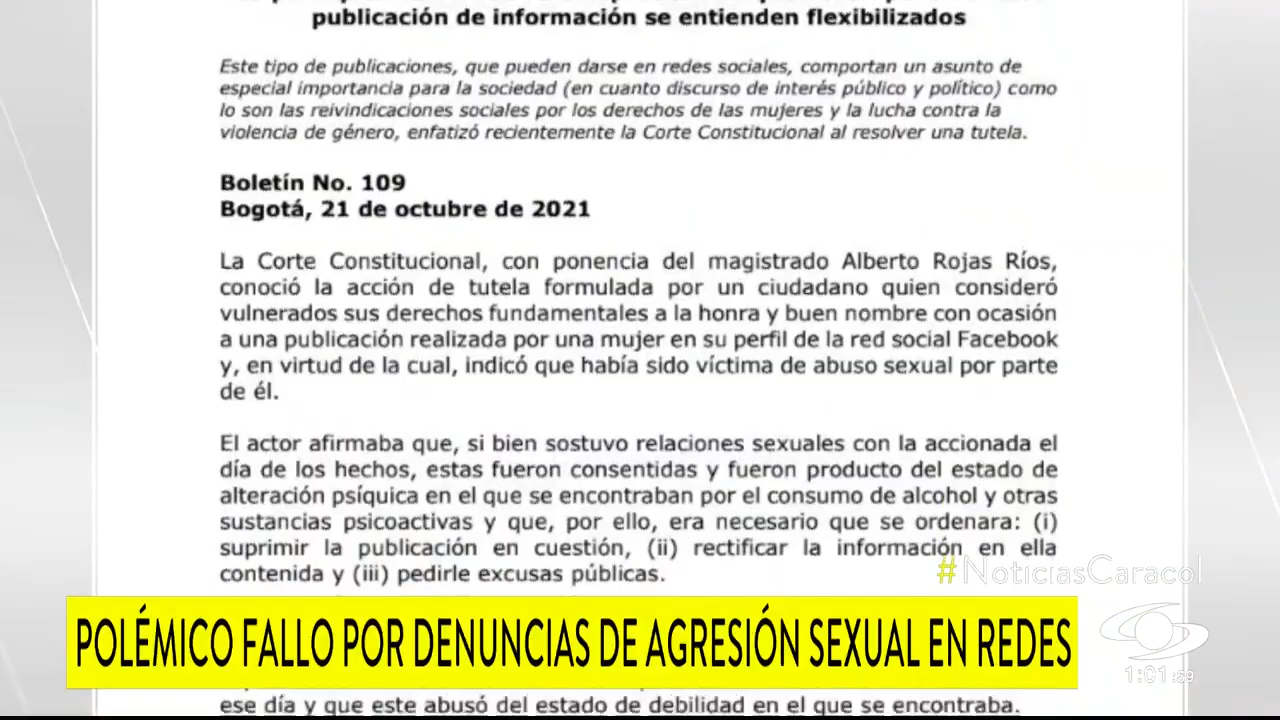 publicación de información se entienden flexibilizados
Este tipo de publicaciones, que pueden darse en redes sociales, comportan un asunto de
especial importancia para la sociedad (en cuanto discurso de interés público y político) como
lo son las reivindicaciones sociales por los derechos de las mujeres y la lucha contra la
violencia de género, enfatizó recientemente la Corte Constitucional al resolver una tutela.
Boletín No. 109
Bogotá, 21 de octubre de 2021
La Corte Constitucional, con ponencia del magistrado Alberto Rojas Ríos,
conoció la acción de tutela formulada por un ciudadano quien consideró
vulnerados sus derechos fundamentales a la honra y buen nombre con ocasión
a una publicación realizada por una mujer en su perfil de la red social Facebook
y, en virtud de la cual, indicó que había sido víctima de abuso sexual por parte
de él.
El actor afirmaba que, si bien sostuvo relaciones sexuales con la accionada el
día de los hechos, estas fueron consentidas y fueron producto del estado de
alteración psíquica en el que se encontraban por el consumo de alcohol y otras
sustancias psicoactivas y que, por ello, era necesario que se ordenara: (i)
suprimir la publicación en cuestión, (ii) rectificar la información en ella
contenida y (iii) pedirle excusas públicas.
#NoticiasCaracol
POLÉMICO FALLO POR DENUNCIAS DE AGRESIÓN SEXUAL EN REDES
1:01:59
ese día y que este abusó del estado de debilidad en el que se encontraba.